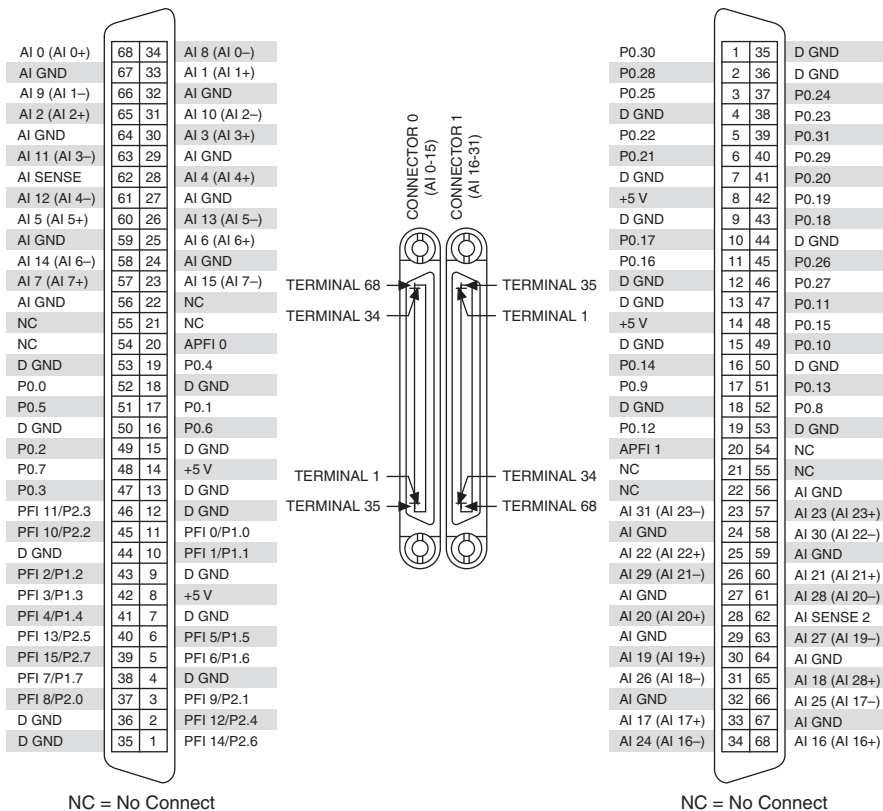 AI 0 (AI 0+) 68 34 AI 8 (AI 0–)
AI GND 67 33 AI 1 (AI 1+)
AI 9 (AI 1–) 66 32 AI GND
AI 2 (AI 2+) 65 31 AI 10 (AI 2–)
AI GND 64 30 AI 3 (AI 3+)
AI 11 (AI 3–) 63 29 AI GND
AI SENSE 62 28 AI 4 (AI 4+)
AI 12 (AI 4–) 61 27 AI GND
AI 5 (AI 5+) 60 26 AI 13 (AI 5–)
AI GND 59 25 AI 6 (AI 6+)
AI 14 (AI 6–) 58 24 AI GND
AI 7 (AI 7+) 57 23 AI 15 (AI 7–)
AI GND 56 22 NC
NC 55 21 NC
NC 54 20 APFI 0
D GND 53 19 P0.4
P0.0 52 18 D GND
P0.5 51 17 P0.1
D GND 50 16 P0.6
P0.2 49 15 D GND
P0.7 48 14 +5 V
P0.3 47 13 D GND
PFI 11/P2.3 46 12 D GND
PFI 10/P2.2 45 11 PFI 0/P1.0
D GND 44 10 PFI 1/P1.1
PFI 2/P1.2 43 9 D GND
PFI 3/P1.3 42 8 +5 V
PFI 4/P1.4 41 7 D GND
PFI 13/P2.5 40 6 PFI 5/P1.5
PFI 15/P2.7 39 5 PFI 6/P1.6
PFI 7/P1.7 38 4 D GND
PFI 8/P2.0 37 3 PFI 9/P2.1
D GND 36 2 PFI 12/P2.4
D GND 35 1 PFI 14/P2.6
NC = No Connect
CONNECTOR 0
(AI 0-15)
CONNECTOR 1
(AI 16-31)
TERMINAL 68
TERMINAL 35
TERMINAL 34
TERMINAL 1
TERMINAL 1
TERMINAL 34
TERMINAL 35
TERMINAL 68
P0.30 1 35 D GND
P0.28 2 36 D GND
P0.25 3 37 P0.24
D GND 4 38 P0.23
P0.22 5 39 P0.31
P0.21 6 40 P0.29
D GND 7 41 P0.20
+5 V 8 42 P0.19
D GND 9 43 P0.18
P0.17 10 44 D GND
P0.16 11 45 P0.26
D GND 12 46 P0.27
D GND 13 47 P0.11
+5 V 14 48 P0.15
D GND 15 49 P0.10
P0.14 16 50 D GND
P0.9 17 51 P0.13
D GND 18 52 P0.8
P0.12 19 53 D GND
APFI 1 20 54 NC
NC 21 55 NC
NC 22 56 AI GND
AI 31 (AI 23–) 23 57 AI 23 (AI 23+)
AI GND 24 58 AI 30 (AI 22–)
AI 22 (AI 22+) 25 59 AI GND
AI 29 (AI 21–) 26 60 AI 21 (AI 21+)
AI GND 27 61 AI 28 (AI 20–)
AI 20 (AI 20+) 28 62 AI SENSE 2
AI GND 29 63 AI 27 (AI 19–)
AI 19 (AI 19+) 30 64 AI GND
AI 26 (AI 18–) 31 65 AI 18 (AI 28+)
AI GND 32 66 AI 25 (AI 17–)
AI 17 (AI 17+) 33 67 AI GND
AI 24 (AI 16–) 34 68 AI 16 (AI 16+)
NC = No Connect